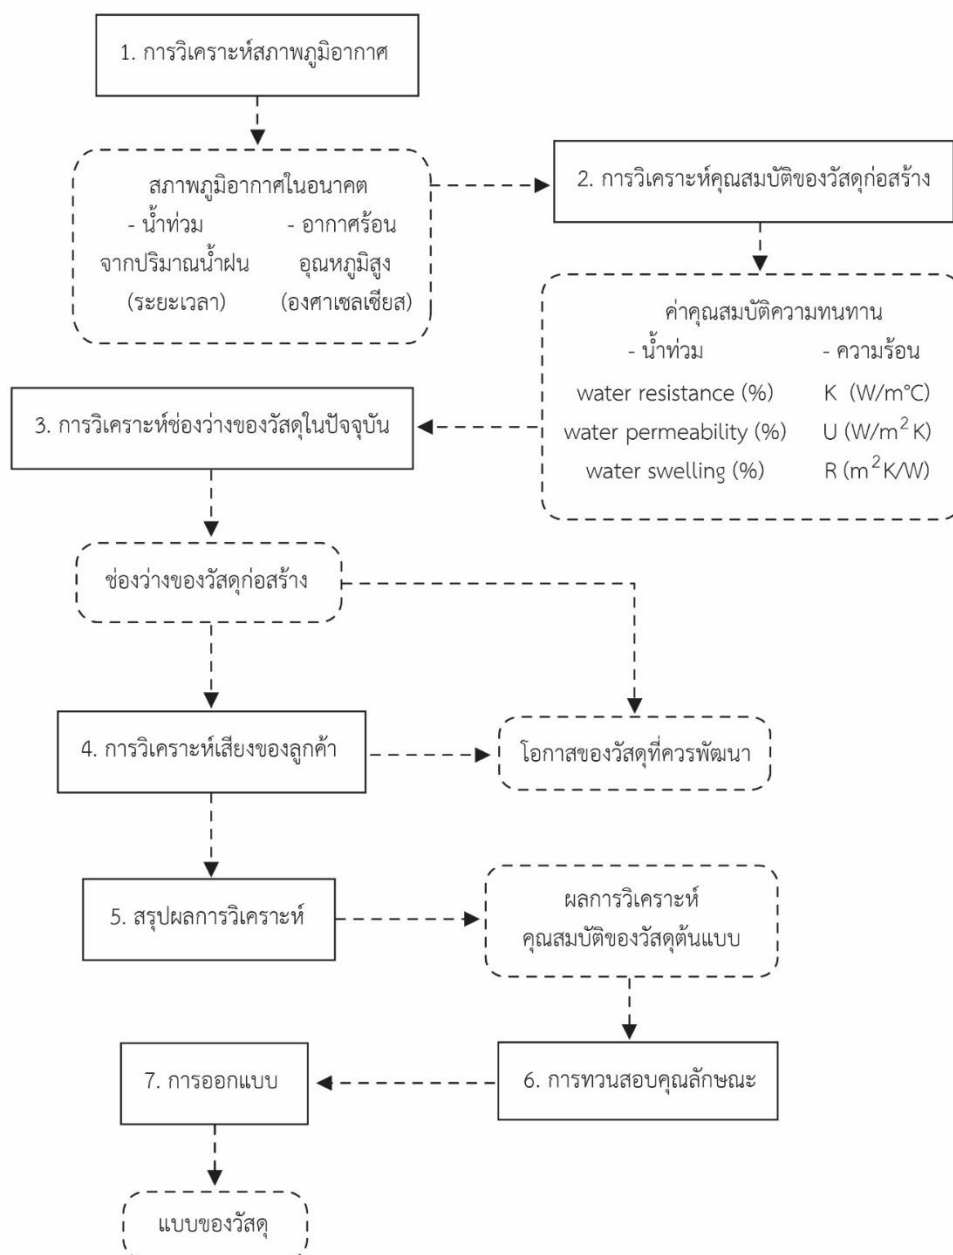 1. การวิเคราะห์สภาพภูมิอากาศ
สภาพภูมิอากาศในอนาคต
- น้ำท่วม - อากาศร้อน
จากปริมาณน้ำฝน อุณหภูมิสูง
(ระยะเวลา) (องศาเซลเซียส)
2. การวิเคราะห์คุณสมบัติของวัสดุก่อสร้าง
ค่าคุณสมบัติความทนทาน
- น้ำท่วม - ความร้อน
water resistance (%) K (W/m°C)
water permeability (%) U (W/m² K)
water swelling (%) R (m² K/W)
3. การวิเคราะห์ช่องว่างของวัสดุในปัจจุบัน
ช่องว่างของวัสดุก่อสร้าง
4. การวิเคราะห์เสียงของลูกค้า
โอกาสของวัสดุที่ควรพัฒนา
5. สรุปผลการวิเคราะห์
ผลการวิเคราะห์
คุณสมบัติของวัสดุต้นแบบ
6. การทวนสอบคุณลักษณะ
7. การออกแบบ
แบบของวัสดุ